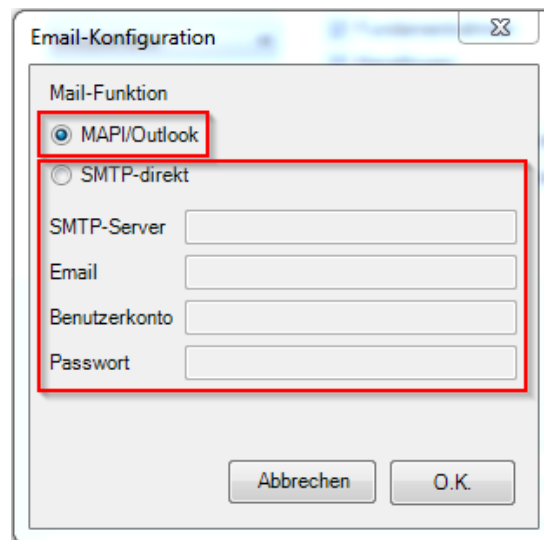 Email-Konfiguration
Mail-Funktion
MAPI/Outlook
SMTP-direkt
SMTP-Server
Email
Benutzerkonto
Passwort
Abbrechen
O.K.